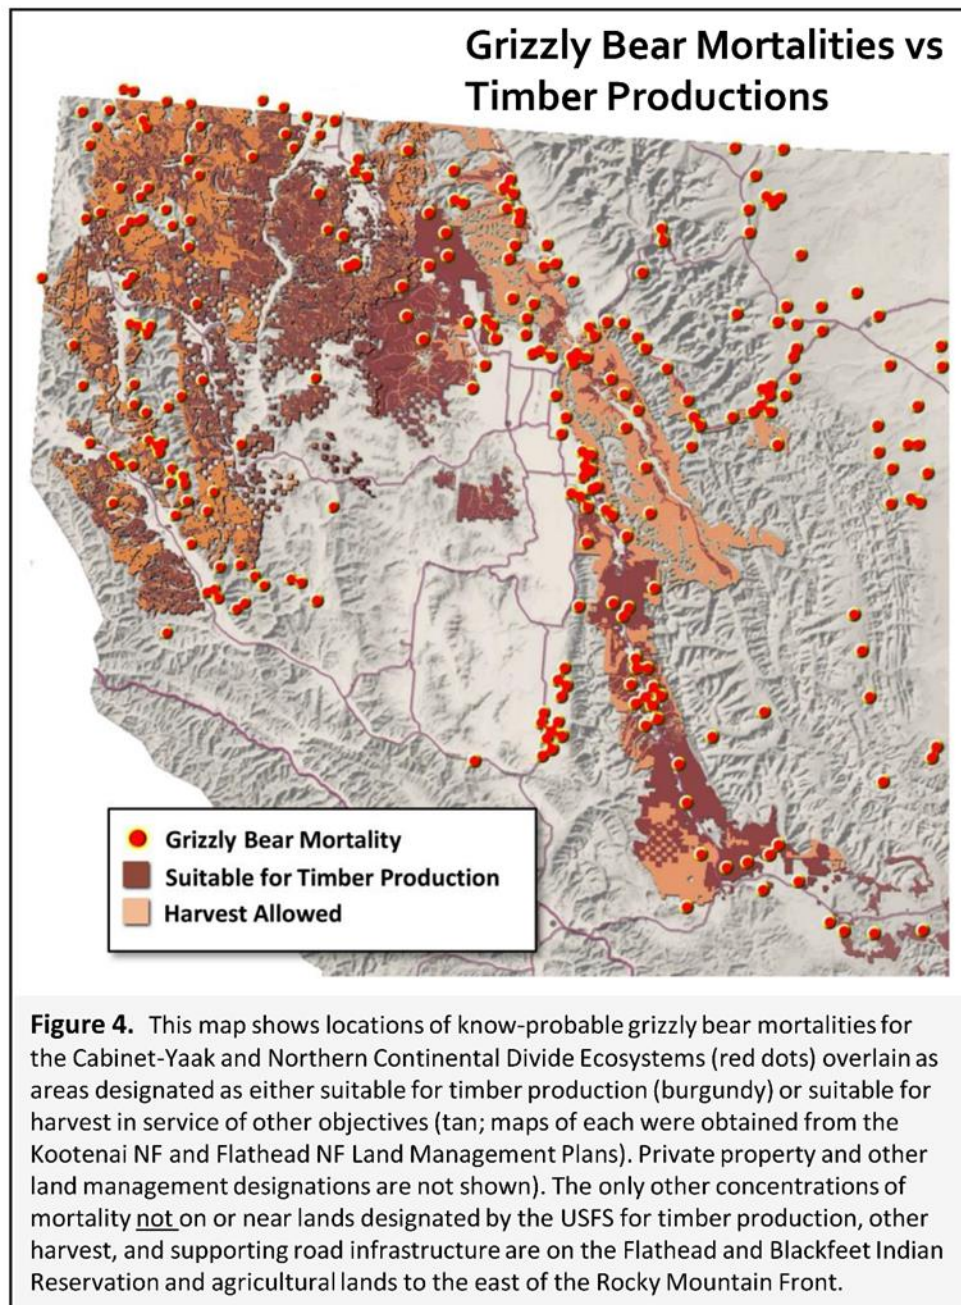 Grizzly Bear Mortalities vs
Timber Productions
Grizzly Bear Mortality
Suitable for Timber Production
Harvest Allowed
Figure 4. This map shows locations of know-probable grizzly bear mortalities for
the Cabinet-Yaak and Northern Continental Divide Ecosystems (red dots) overlain as
areas designated as either suitable for timber production (burgundy) or suitable for
harvest in service of other objectives (tan; maps of each were obtained from the
Kootenai NF and Flathead NF Land Management Plans). Private property and other
land management designations are not shown). The only other concentrations of
mortality not on or near lands designated by the USFS for timber production, other
harvest, and supporting road infrastructure are on the Flathead and Blackfeet Indian
Reservation and agricultural lands to the east of the Rocky Mountain Front.